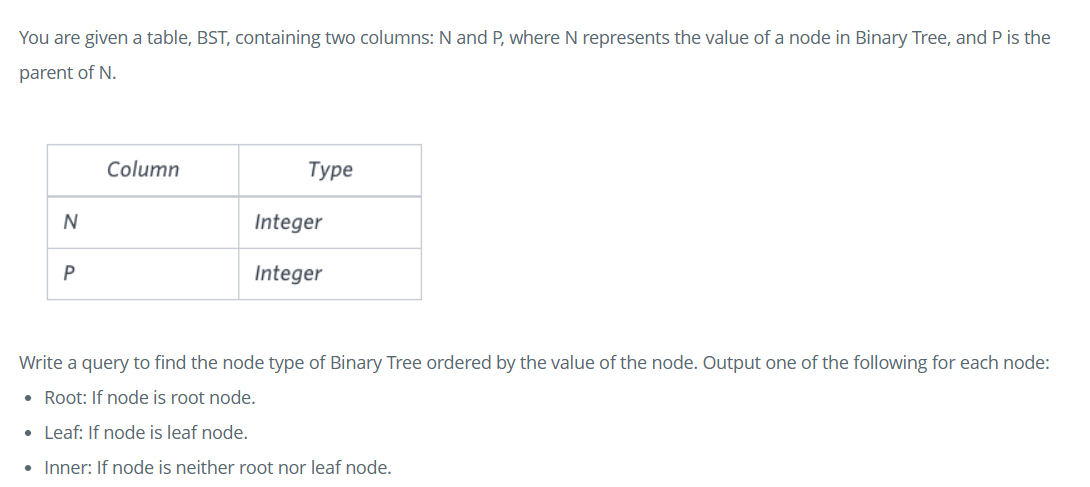 You are given a table, BST, containing two columns: N and P, where N represents the value of a node in Binary Tree, and P is the
parent of N.
Column Type
N Integer
P Integer
Write a query to find the node type of Binary Tree ordered by the value of the node. Output one of the following for each node:
• Root: If node is root node.
• Leaf: If node is leaf node.
• Inner: If node is neither root nor leaf node.